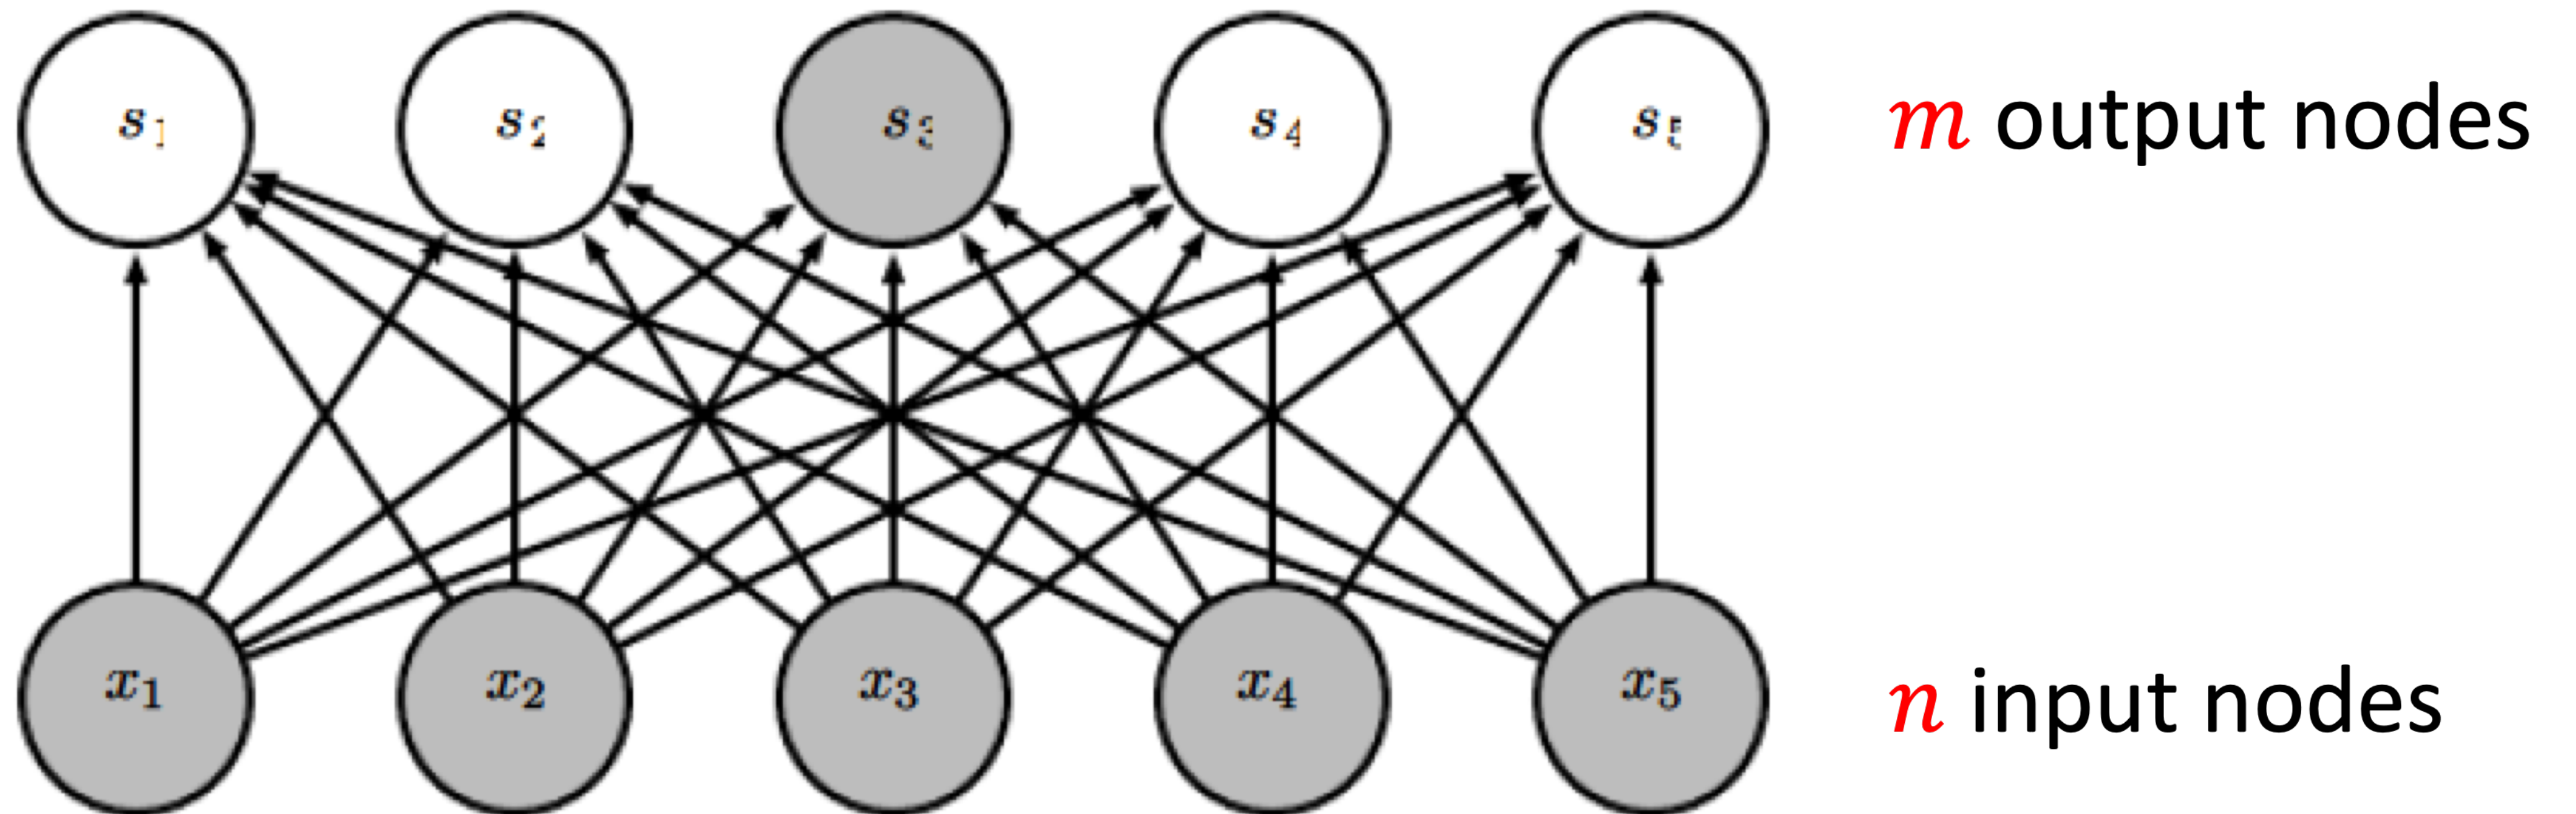 s1 s2 s3 s4 s5 m output nodes
x1 x2 x3 x4 x5 n input nodes